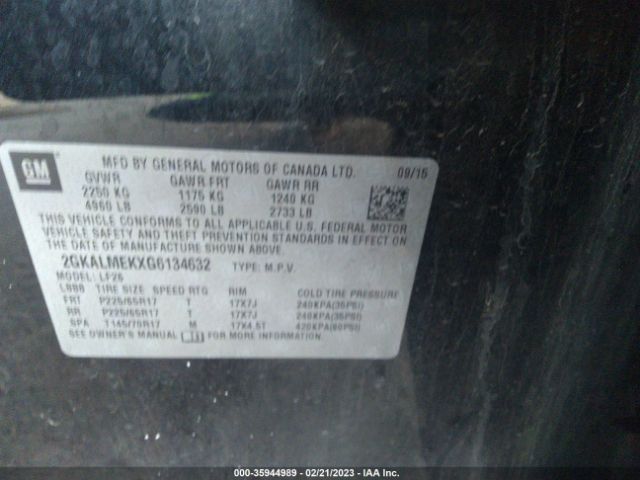 GM
MFD BY GENERAL MOTORS OF CANADA LTD. 09/15
GVWR GAWR FRT GAWR RR
2250 KG 1175 KG 1240 KG
4960 LB 2590 LB 2733 LB
THIS VEHICLE CONFORMS TO ALL APPLICABLE U.S. FEDERAL MOTOR
VEHICLE SAFETY AND THEFT PREVENTION STANDARDS IN EFFECT
ON THE DATE OF MANUFACTURE SHOWN ABOVE.
2GKALMEKXG6134632 TYPE: M.P.V.
MODEL: LF26
LBBB TIRE SIZE SPEED RTG RIM COLD TIRE PRESSURE
FRT P225/65R17 T 17X7J 240KPA(35PSI)
RR P225/65R17 T 17X7J 240KPA(35PSI)
SPA T145/70R17 M 17X4.5T 420KPA(60PSI)
SEE OWNER'S MANUAL FOR MORE INFORMATION.
000-35944989 - 02/21/2023 - IAA Inc.